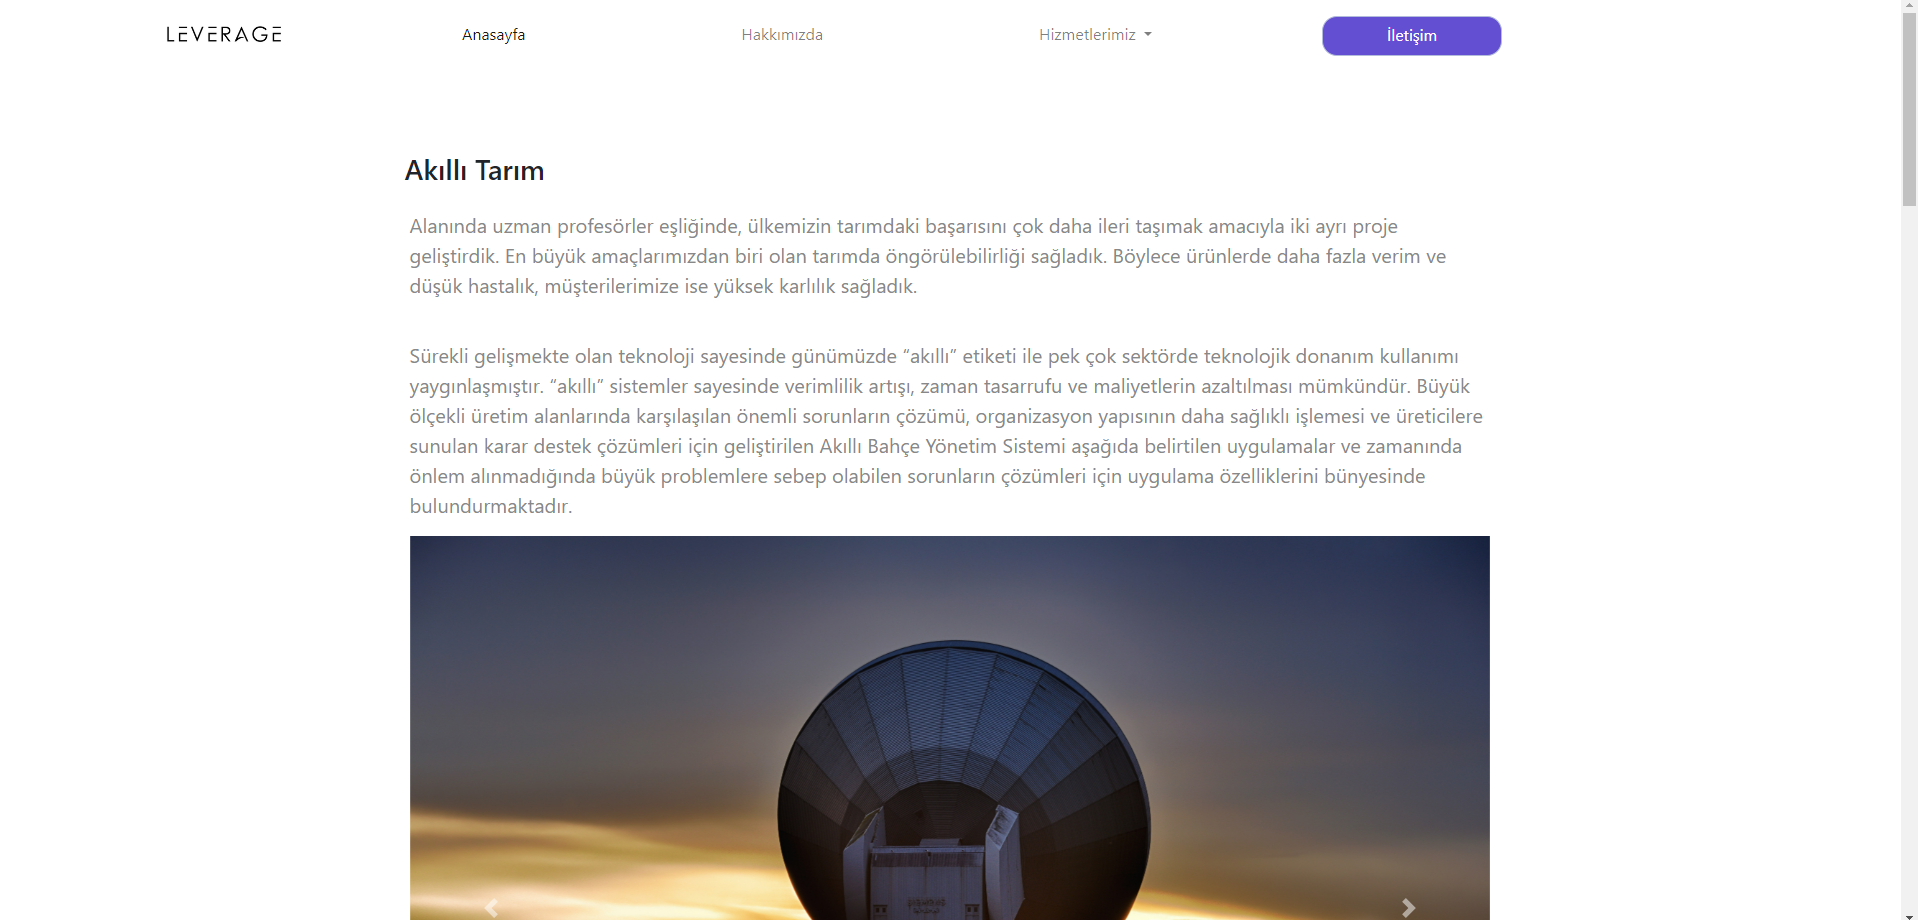 LEVERAGE
Anasayfa
Hakkımızda
Hizmetlerimiz
İletişim
Akıllı Tarım
Alanında uzman profesörler eşliğinde, ülkemizin tarımdaki başarısını çok daha ileri taşımak amacıyla iki ayrı proje
geliştirdik. En büyük amaçlarımızdan biri olan tarımda öngörülebilirliği sağladık. Böylece ürünlerde daha fazla verim ve
düşük hastalık, müşterilerimize ise yüksek karlılık sağladık.
Sürekli gelişmekte olan teknoloji sayesinde günümüzde “akıllı” etiketi ile pek çok sektörde teknolojik donanım kullanımı
yaygınlaşmıştır. “akıllı” sistemler sayesinde verimlilik artışı, zaman tasarrufu ve maliyetlerin azaltılması mümkündür. Büyük
ölçekli üretim alanlarında karşılaşılan önemli sorunların çözümü, organizasyon yapısının daha sağlıklı işlemesi ve üreticilere
sunulan karar destek çözümleri için geliştirilen Akıllı Bahçe Yönetim Sistemi aşağıda belirtilen uygulamalar ve zamanında
önlem alınmadığında büyük problemlere sebep olabilen sorunların çözümleri için uygulama özelliklerini bünyesinde
bulundurmaktadır.